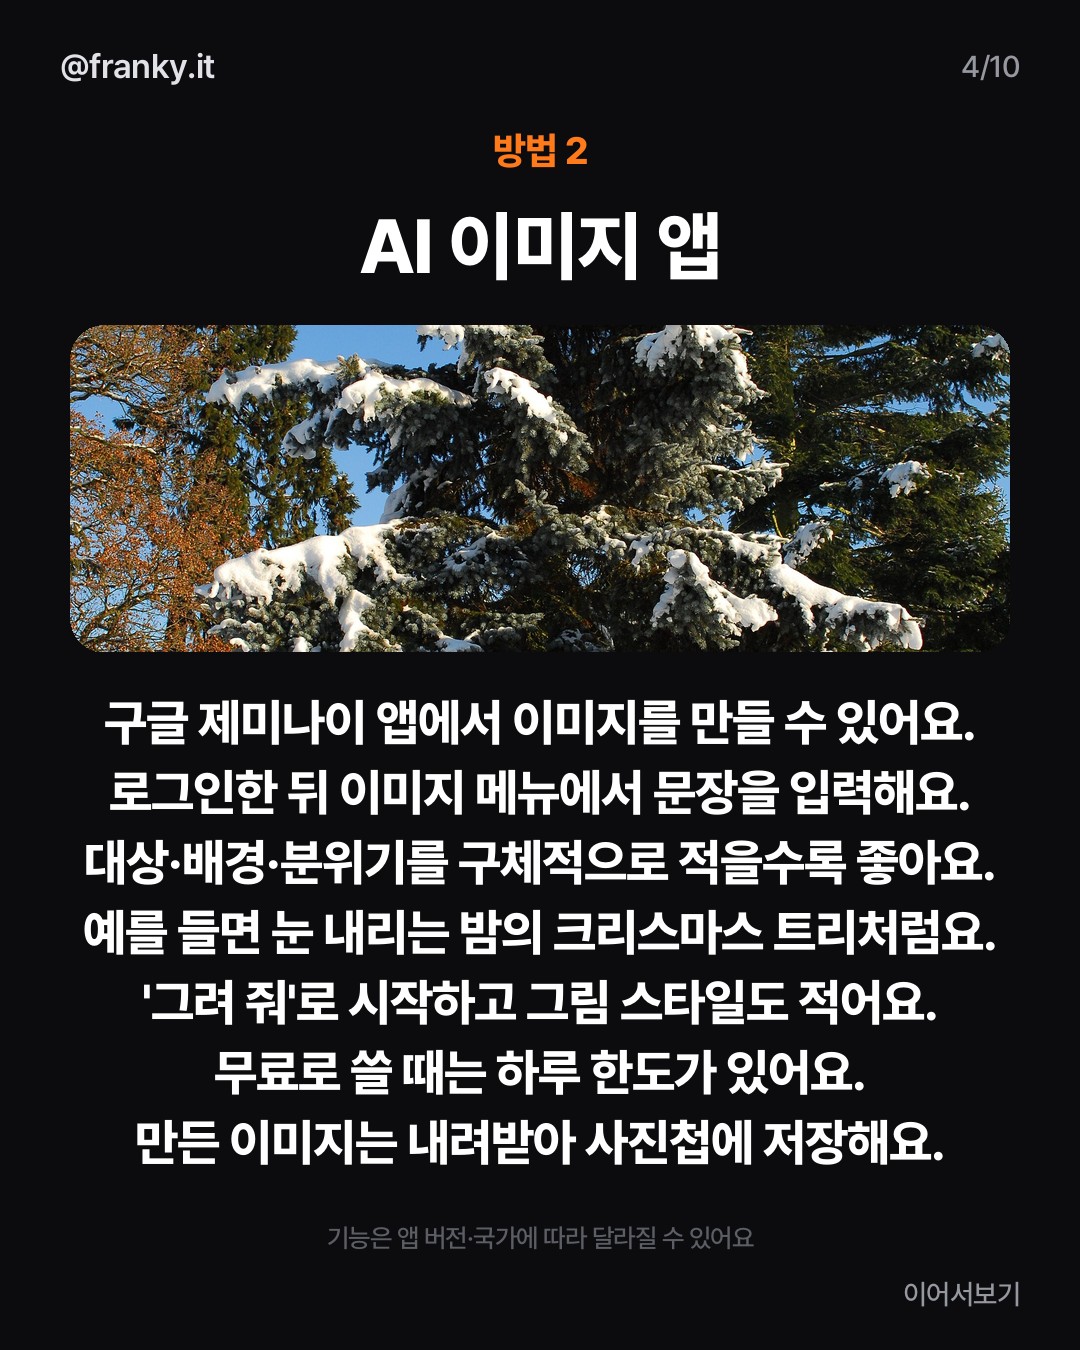 @franky.it
4/10
방법 2
AI 이미지 앱
구글 제미나이 앱에서 이미지를 만들 수 있어요.
로그인한 뒤 이미지 메뉴에서 문장을 입력해요.
대상·배경·분위기를 구체적으로 적을수록 좋아요.
예를 들면 눈 내리는 밤의 크리스마스 트리처럼요.
'그려 줘'로 시작하고 그림 스타일도 적어요.
무료로 쓸 때는 하루 한도가 있어요.
만든 이미지는 내려받아 사진첩에 저장해요.
기능은 앱 버전·국가에 따라 달라질 수 있어요
이어서보기